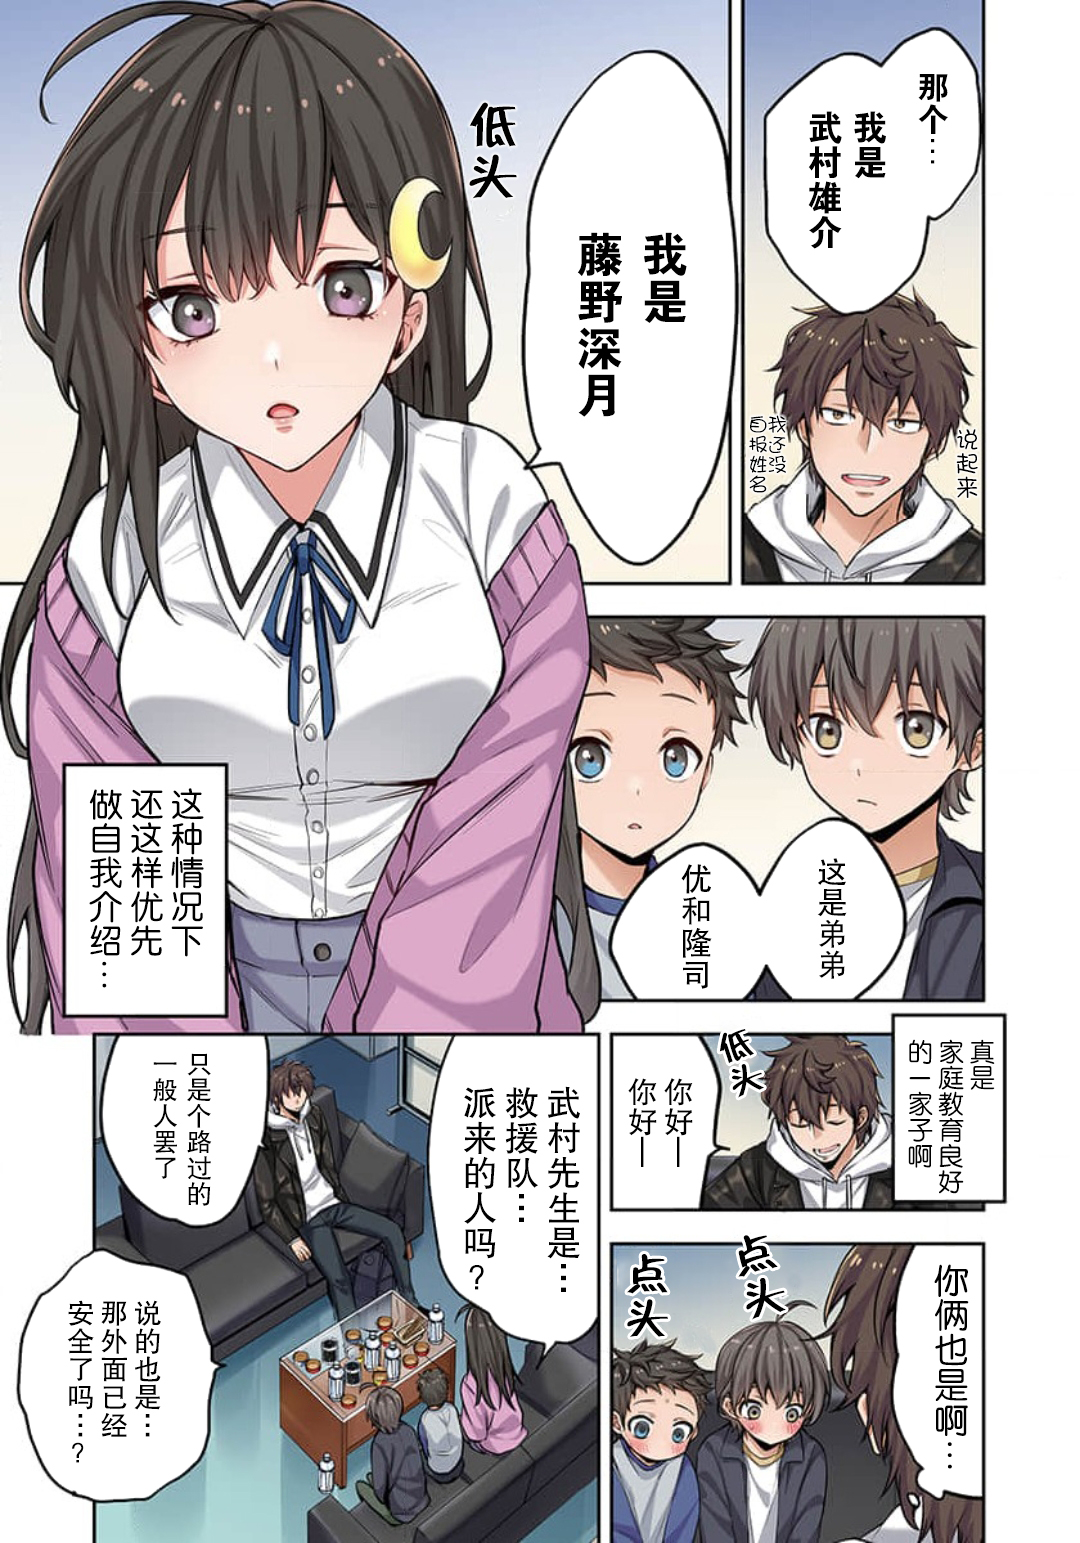 那个…
我是
武村雄介
说起来
我还没
自报姓名
我是
藤野深月
低头
这是弟弟
优和隆司
这种情况下
还这样优先
做自我介绍…
真是
家庭教育良好
的一家子啊
低头
你好—
你好—
武村先生是…
救援队…
派来的人吗?
只是个路过的
一般人罢了
说的也是…
那外面已经
安全了吗…?
你俩也是啊…
点头
点头